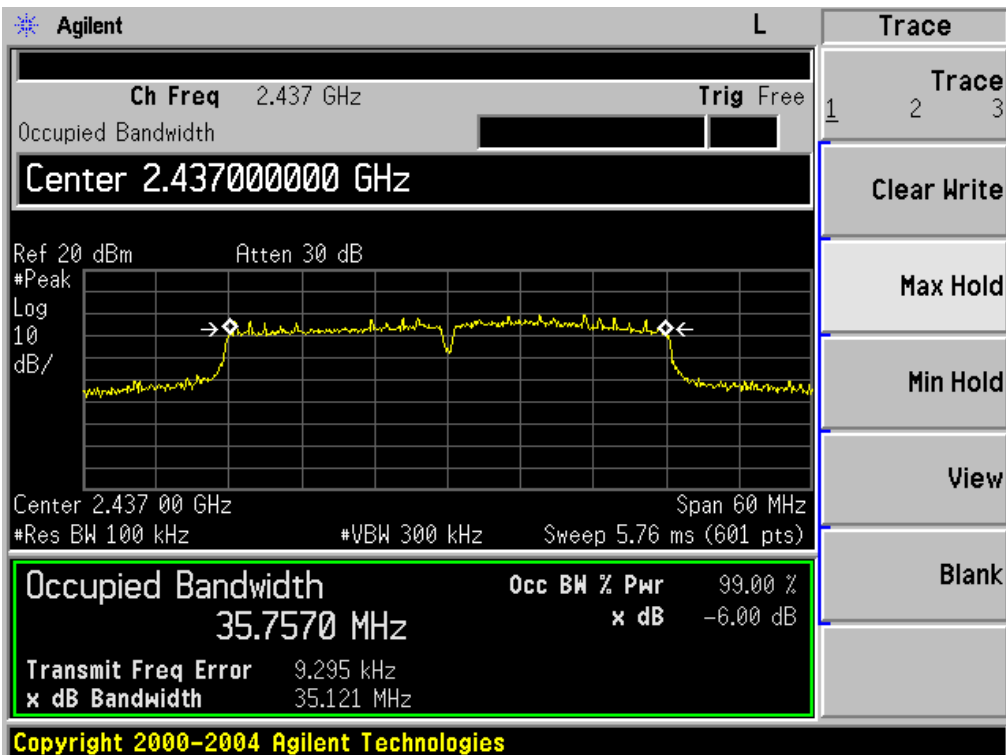 Agilent L Trace
Ch Freq 2.437 GHz Trig Free
Occupied Bandwidth
Center 2.437000000 GHz
Ref 20 dBm Atten 30 dB
#Peak
Log
10
dB/
Center 2.437 00 GHz Span 60 MHz
#Res BW 100 kHz #VBW 300 kHz Sweep 5.76 ms (601 pts)
Occupied Bandwidth Occ BW % Pwr 99.00 %
35.7570 MHz x dB -6.00 dB
Transmit Freq Error 9.295 kHz
x dB Bandwidth 35.121 MHz
Trace
1 2 3
Clear Write
Max Hold
Min Hold
View
Blank
Copyright 2000-2004 Agilent Technologies